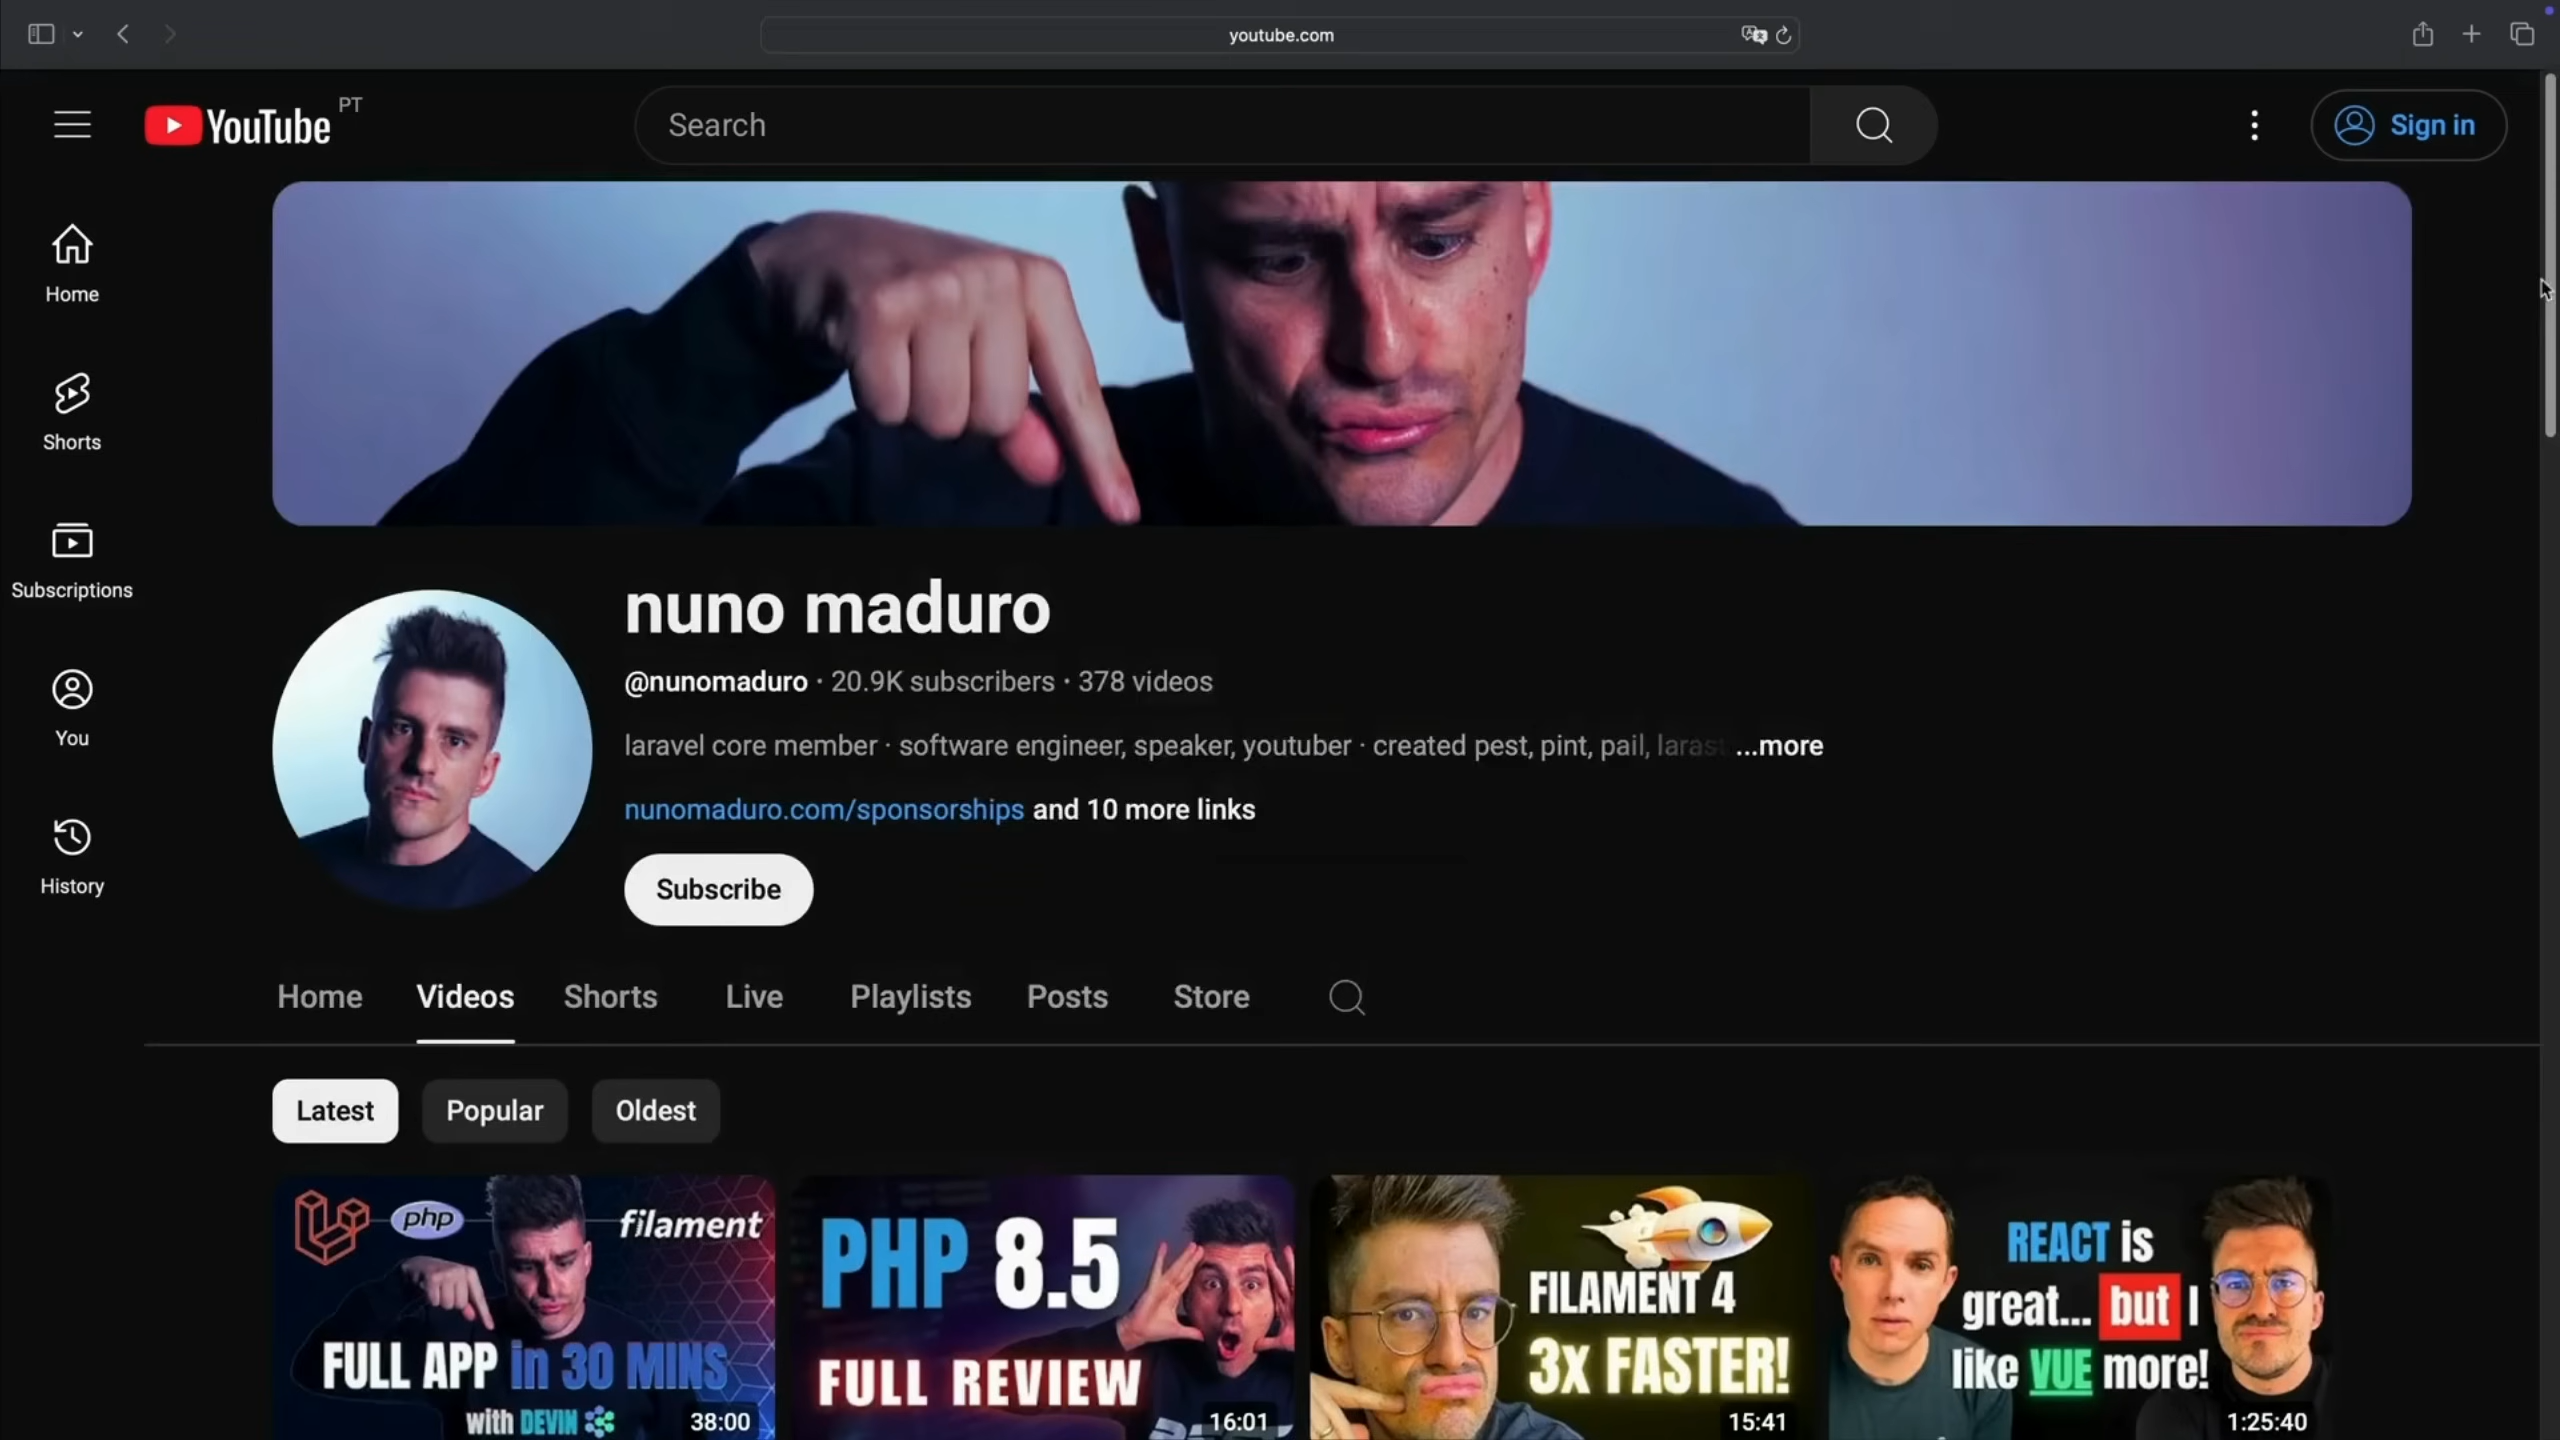 youtube.com
YouTube PT
Search
Sign in
Home
Shorts
Subscriptions
You
History
nuno maduro
@nunomaduro · 20.9K subscribers · 378 videos
laravel core member · software engineer, speaker, youtuber · created pest, pint, pail, laras ...more
nunomaduro.com/sponsorships and 10 more links
Subscribe
Home Videos Shorts Live Playlists Posts Store
Latest Popular Oldest
php filament
FULL APP in 30 MINS
with DEVIN
38:00
PHP 8.5
FULL REVIEW
16:01
FILAMENT 4
3x FASTER!
15:41
REACT is
great... but I
like VUE more!
1:25:40